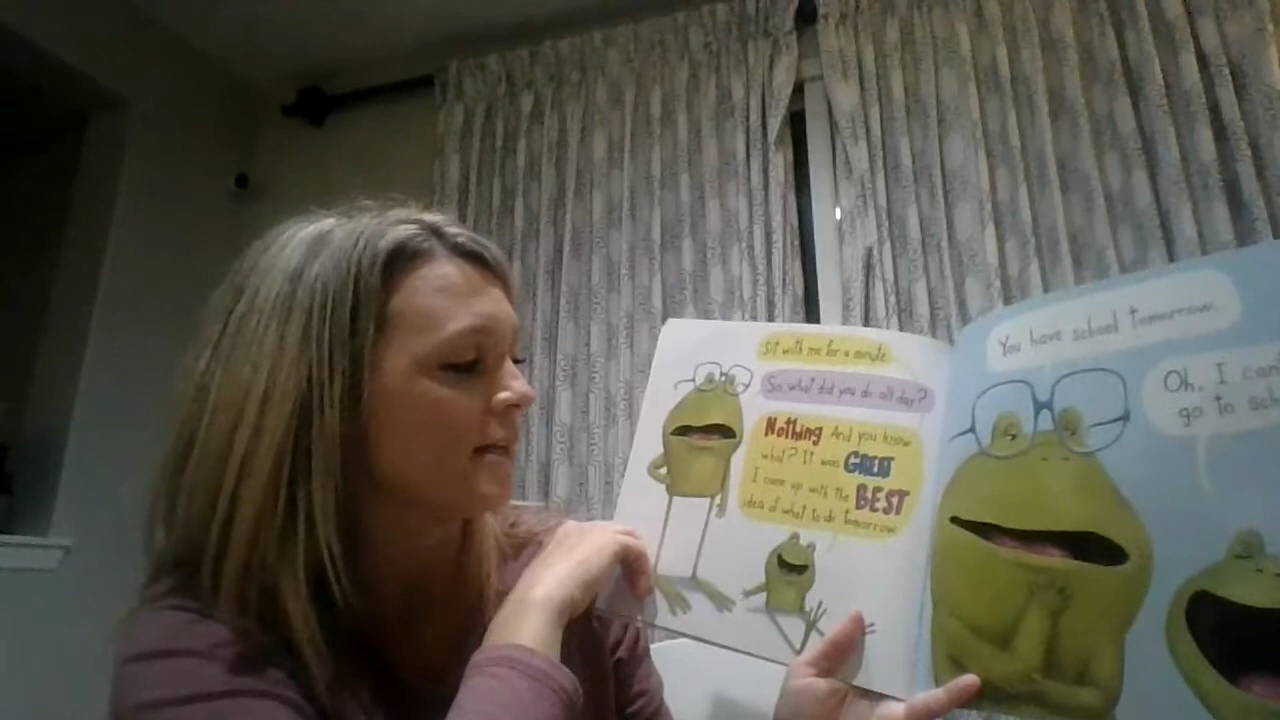 Sit with me for a minute.
So what did you do all day?
NOTHING And you know
what? It was GREAT
I came up with the BEST
idea of what to do tomorrow.
You have school tomorrow.
Oh, I can
go to sch